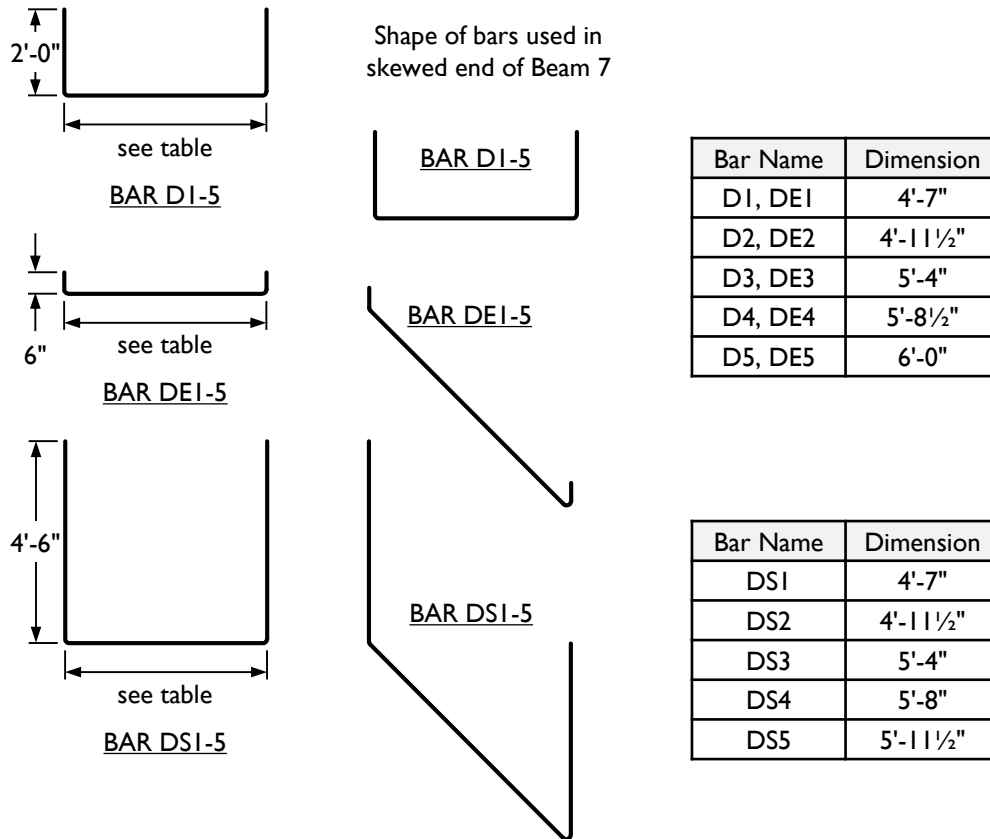 2'-0"
see table
BAR D1-5
6"
see table
BAR DE1-5
4'-6"
see table
BAR DS1-5
Shape of bars used in
skewed end of Beam 7
BAR D1-5
BAR DE1-5
BAR DS1-5
Bar Name Dimension
D1, DE1 4'-7"
D2, DE2 4'-11½"
D3, DE3 5'-4"
D4, DE4 5'-8½"
D5, DE5 6'-0"
Bar Name Dimension
DS1 4'-7"
DS2 4'-11½"
DS3 5'-4"
DS4 5'-8"
DS5 5'-11½"